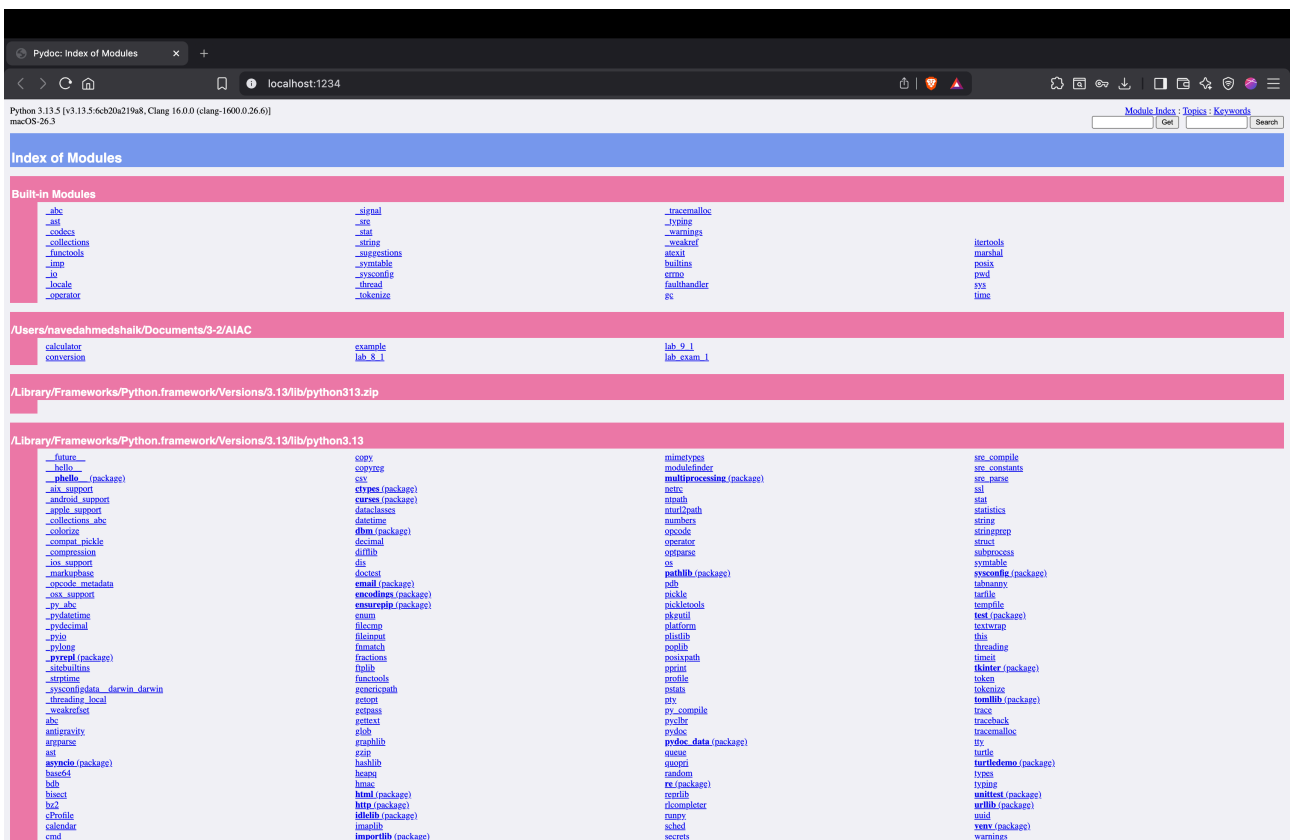 Pydoc: Index of Modules
localhost:1234
Python 3.13.5 [v3.13.5:6cb20a219a8, Clang 16.0.0 (clang-1600.0.26.6)]
macOS-26.3
Module Index : Topics : Keywords
Get
Search
Index of Modules
Built-in Modules
_abc
_ast
_codecs
_collections
_functools
_imp
_io
_locale
_operator
_signal
_sre
_stat
_string
_suggestions
_symtable
_sysconfig
_thread
_tokenize
_tracemalloc
_typing
_warnings
_weakref
atexit
builtins
errno
faulthandler
gc
itertools
marshal
posix
pwd
sys
time
/Users/navedahmedshaik/Documents/3-2/AIAC
calculator
conversion
example
lab_8_1
lab_9_1
lab_exam_1
/Library/Frameworks/Python.framework/Versions/3.13/lib/python313.zip
/Library/Frameworks/Python.framework/Versions/3.13/lib/python3.13
__future__
__hello__
__phello__ (package)
_aix_support
_android_support
_apple_support
_collections_abc
_colorize
_compat_pickle
_compression
_ios_support
_markupbase
_opcode_metadata
_osx_support
_py_abc
_pydatetime
_pydecimal
_pyio
_pylong
_pyrepl (package)
_sitebuiltins
_strptime
_sysconfigdata__darwin_darwin
_threading_local
_weakrefset
abc
antigravity
argparse
ast
asyncio (package)
base64
bdb
bisect
bz2
cProfile
calendar
cmd
copy
copyreg
csv
ctypes (package)
curses (package)
dataclasses
datetime
dbm (package)
decimal
difflib
dis
doctest
email (package)
encodings (package)
ensurepip (package)
enum
filecmp
fileinput
fnmatch
fractions
ftplib
functools
genericpath
getopt
getpass
gettext
glob
graphlib
gzip
hashlib
heapq
hmac
html (package)
http (package)
idlelib (package)
imaplib
importlib (package)
mimetypes
modulefinder
multiprocessing (package)
netrc
ntpath
nturl2path
numbers
opcode
operator
optparse
os
pathlib (package)
pdb
pickle
pickletools
pkgutil
platform
plistlib
poplib
posixpath
pprint
profile
pstats
pty
py_compile
pyclbr
pydoc
pydoc_data (package)
queue
quopri
random
re (package)
reprlib
rlcompleter
runpy
sched
secrets
sre_compile
sre_constants
sre_parse
ssl
stat
statistics
string
stringprep
struct
subprocess
symtable
sysconfig (package)
tabnanny
tarfile
tempfile
test (package)
textwrap
this
threading
timeit
tkinter (package)
token
tokenize
tomllib (package)
trace
traceback
tracemalloc
tty
turtle
turtledemo (package)
types
typing
unittest (package)
urllib (package)
uuid
venv (package)
warnings